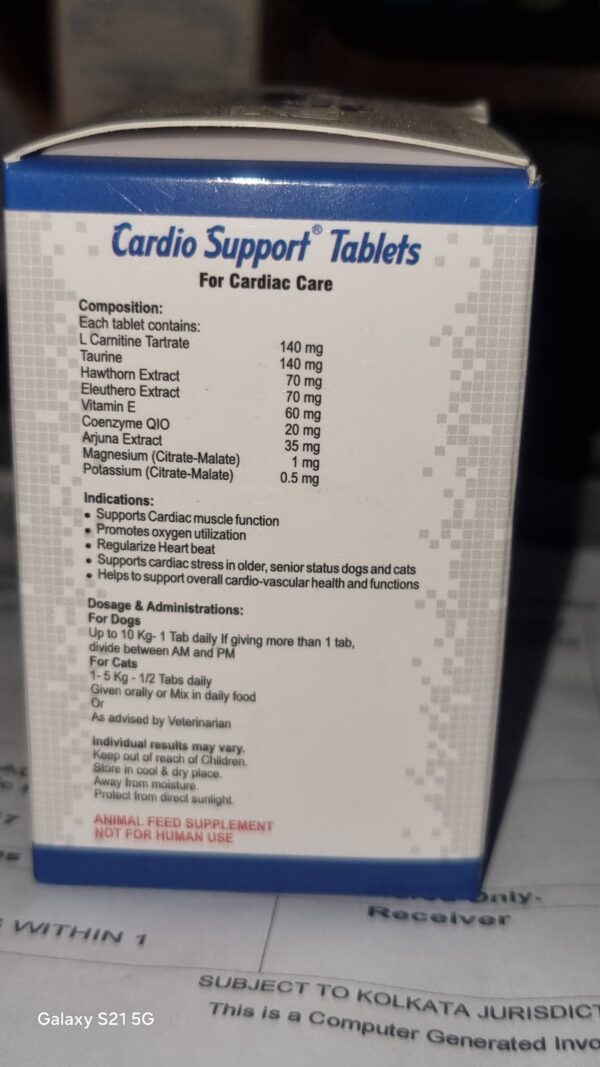 Cardio Support® Tablets
For Cardiac Care
Composition:
Each tablet contains:
L Carnitine Tartrate 140 mg
Taurine 140 mg
Hawthorn Extract 70 mg
Eleuthero Extract 70 mg
Vitamin E 60 mg
Coenzyme QIO 20 mg
Arjuna Extract 35 mg
Magnesium (Citrate-Malate) 1 mg
Potassium (Citrate-Malate) 0.5 mg
Indications:
• Supports Cardiac muscle function
• Promotes oxygen utilization
• Regularize Heart beat
• Supports cardiac stress in older, senior status dogs and cats
• Helps to support overall cardio-vascular health and functions
Dosage & Administrations:
For Dogs
Up to 10 Kg- 1 Tab daily If giving more than 1 tab,
divide between AM and PM
For Cats
1- 5 Kg - 1/2 Tabs daily
Given orally or Mix in daily food
Or
As advised by Veterinarian
Individual results may vary.
Keep out of reach of Children.
Store in cool & dry place.
Away from moisture.
Protect from direct sunlight.
ANIMAL FEED SUPPLEMENT
NOT FOR HUMAN USE
only.
Receiver
WITHIN 1
SUBJECT TO KOLKATA JURISDICT
This is a Computer Generated Invo
Galaxy S21 5G